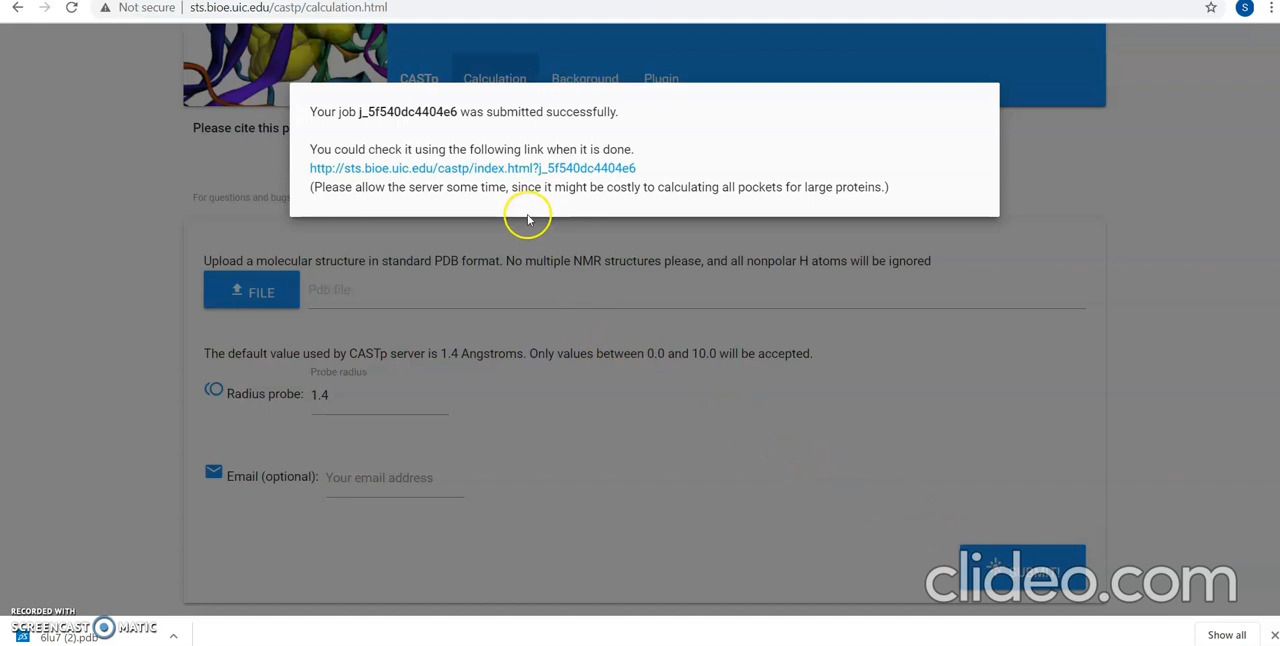 Not secure | sts.bioe.uic.edu/castp/calculation.html
S
CASTp Calculation Background Plugin
Your job j_5f540dc4404e6 was submitted successfully.
Please cite this p
You could check it using the following link when it is done.
http://sts.bioe.uic.edu/castp/index.html?j_5f540dc4404e6
(Please allow the server some time, since it might be costly to calculating all pockets for large proteins.)
For questions and bugs
Upload a molecular structure in standard PDB format. No multiple NMR structures please, and all nonpolar H atoms will be ignored
FILE Pdb file
The default value used by CASTp server is 1.4 Angstroms. Only values between 0.0 and 10.0 will be accepted.
Probe radius
Radius probe: 1.4
Email (optional): Your email address
SUBMIT!
clideo.com
RECORDED WITH
SCREENCAST MATIC
6lu7 (2).pdb
Show all